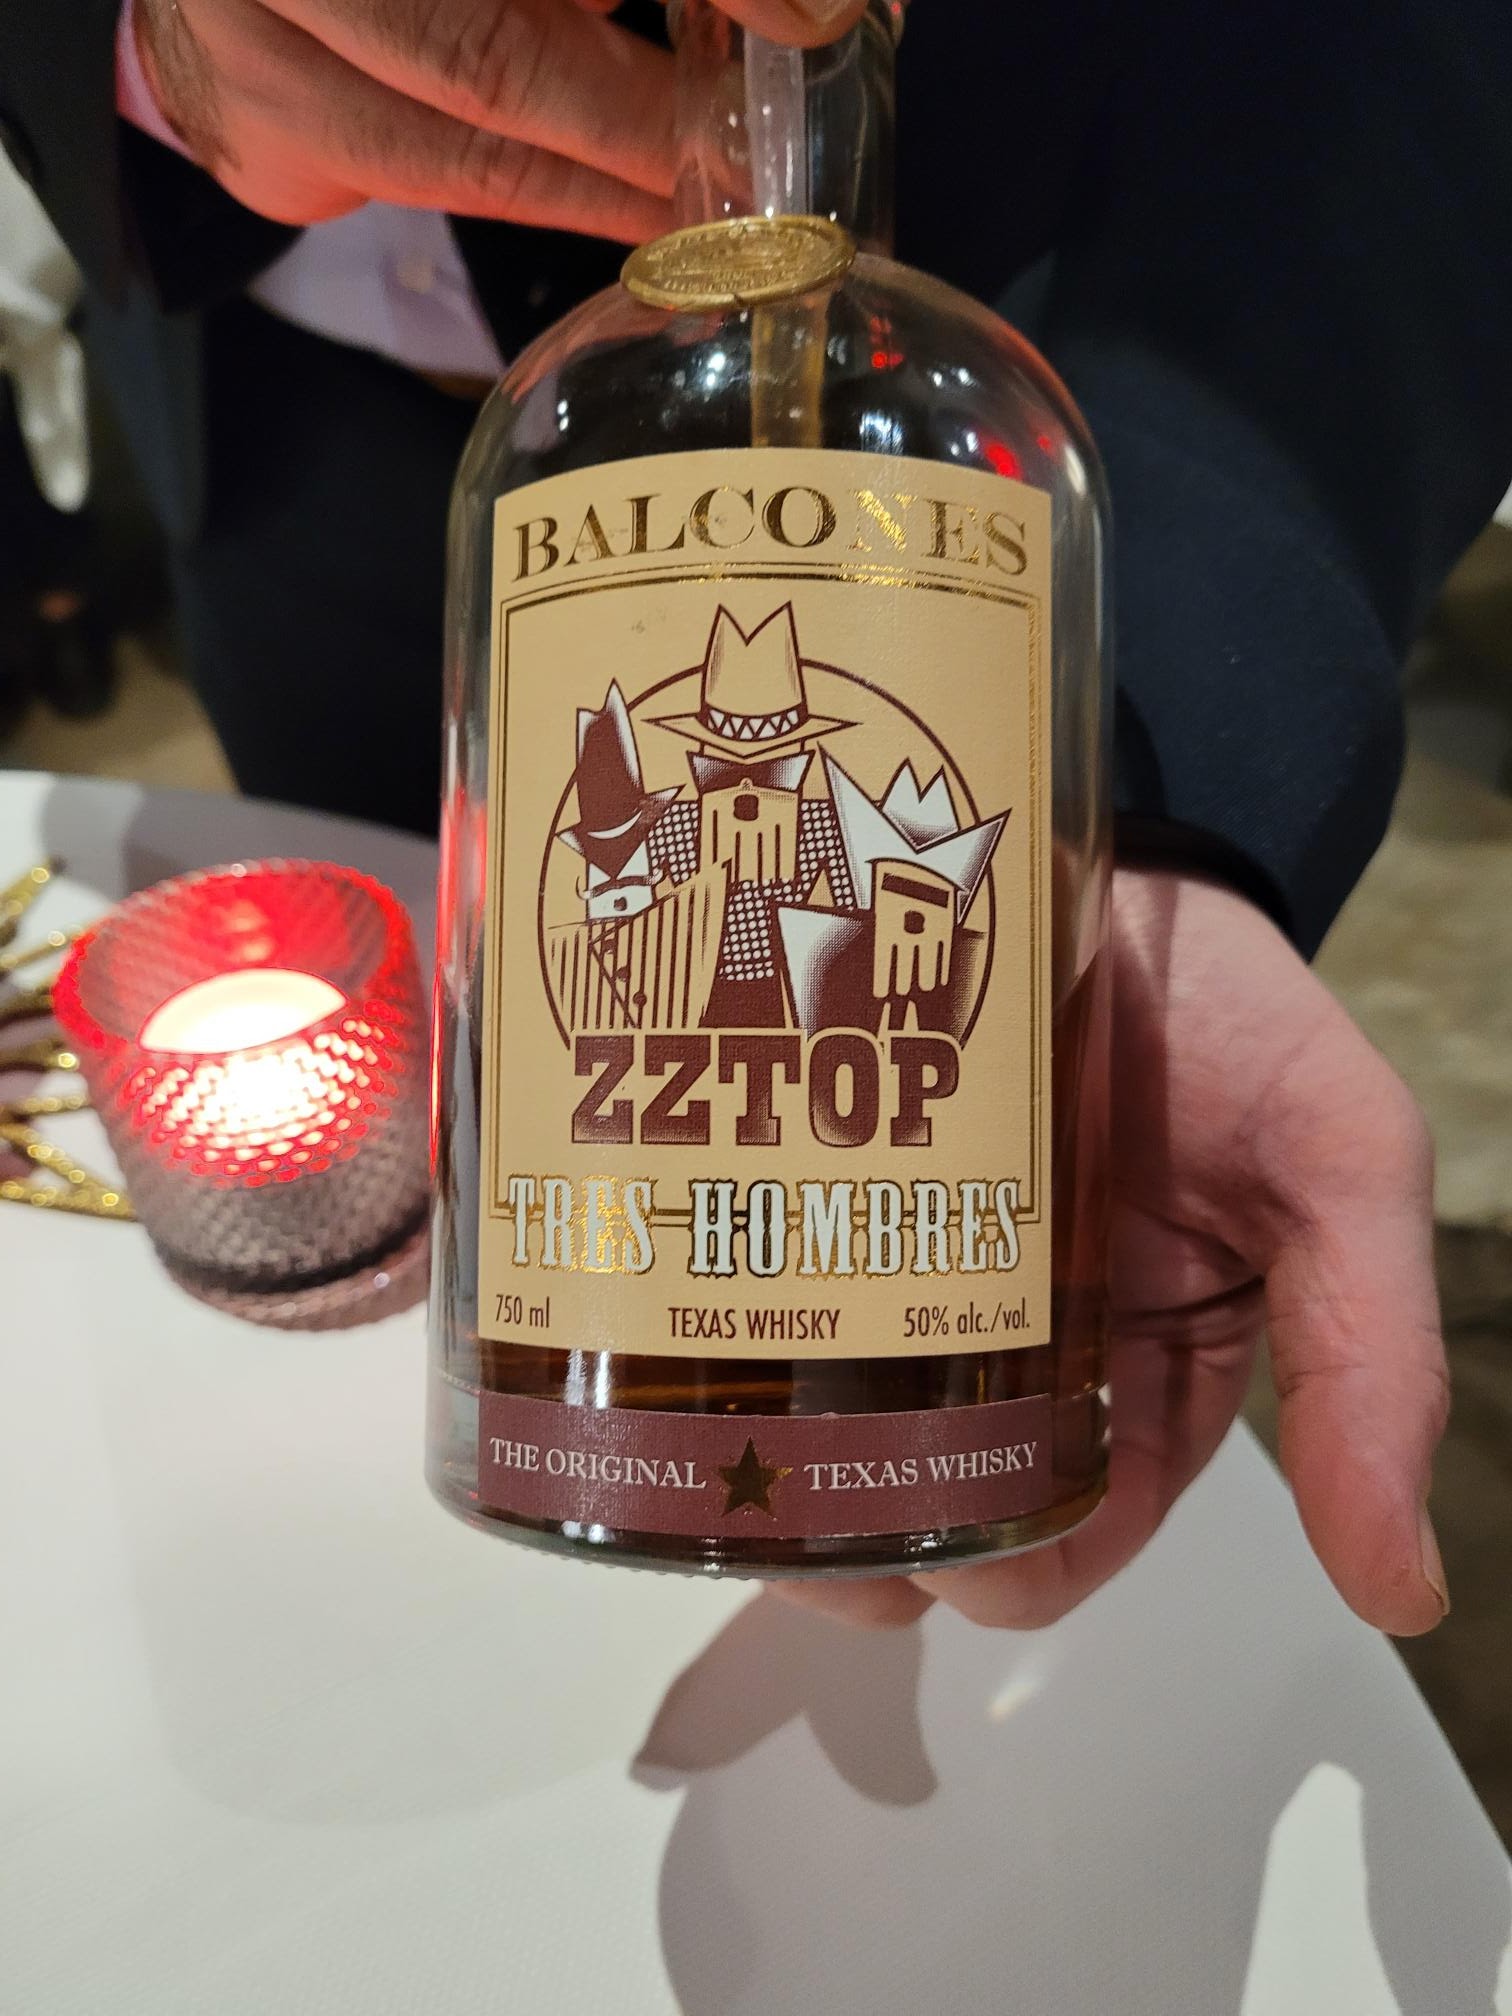 BALCONES
ZZTOP
TRES HOMBRES
750 ml TEXAS WHISKY 50% alc./vol.
THE ORIGINAL TEXAS WHISKY